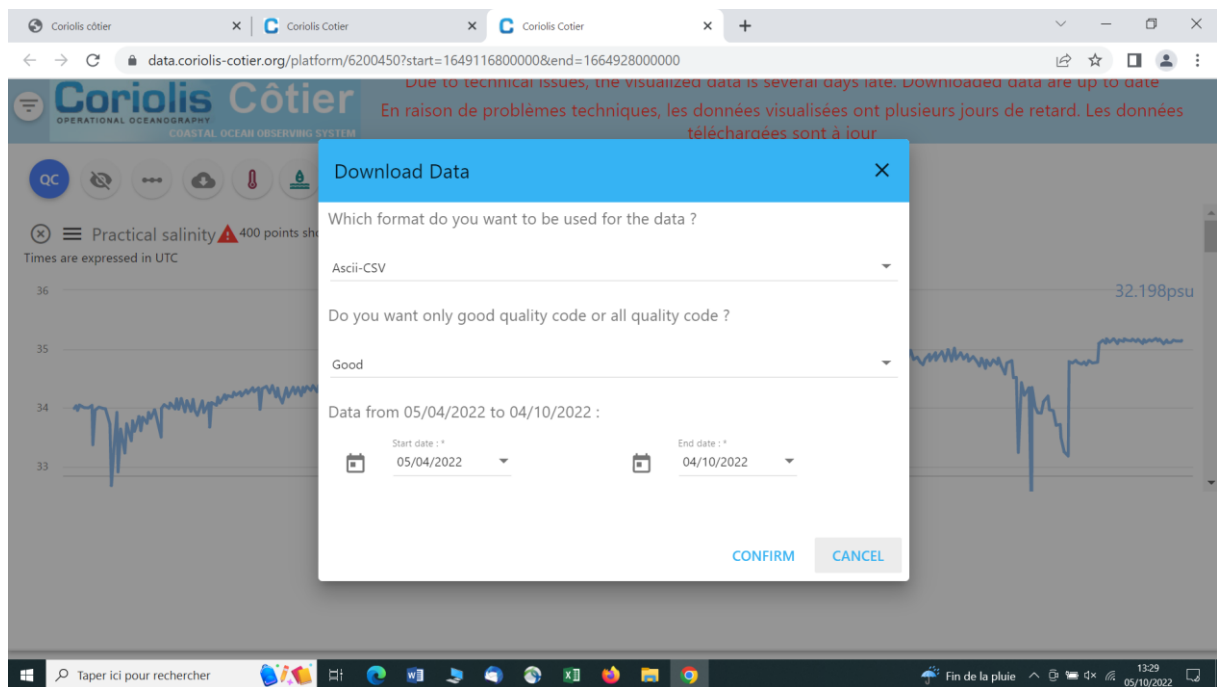 Coriolis côtier
Coriolis Cotier
Coriolis Cotier
data.coriolis-cotier.org/platform/6200450?start=1649116800000&end=1664928000000
Due to technical issues, the visualized data is several days late. Downloaded data are up to date
En raison de problèmes techniques, les données visualisées ont plusieurs jours de retard. Les données
téléchargées sont à jour
Coriolis Côtier
OPERATIONAL OCEANOGRAPHY
COASTAL OCEAN OBSERVING SYSTEM
QC
Download Data
Which format do you want to be used for the data ?
Ascii-CSV
Do you want only good quality code or all quality code ?
Good
Data from 05/04/2022 to 04/10/2022 :
Start date : *
05/04/2022
End date : *
04/10/2022
CONFIRM CANCEL
Practical salinity 400 points
Times are expressed in UTC
36
32.198psu
35
34
33
Taper ici pour rechercher
Fin de la pluie
13:29
05/10/2022